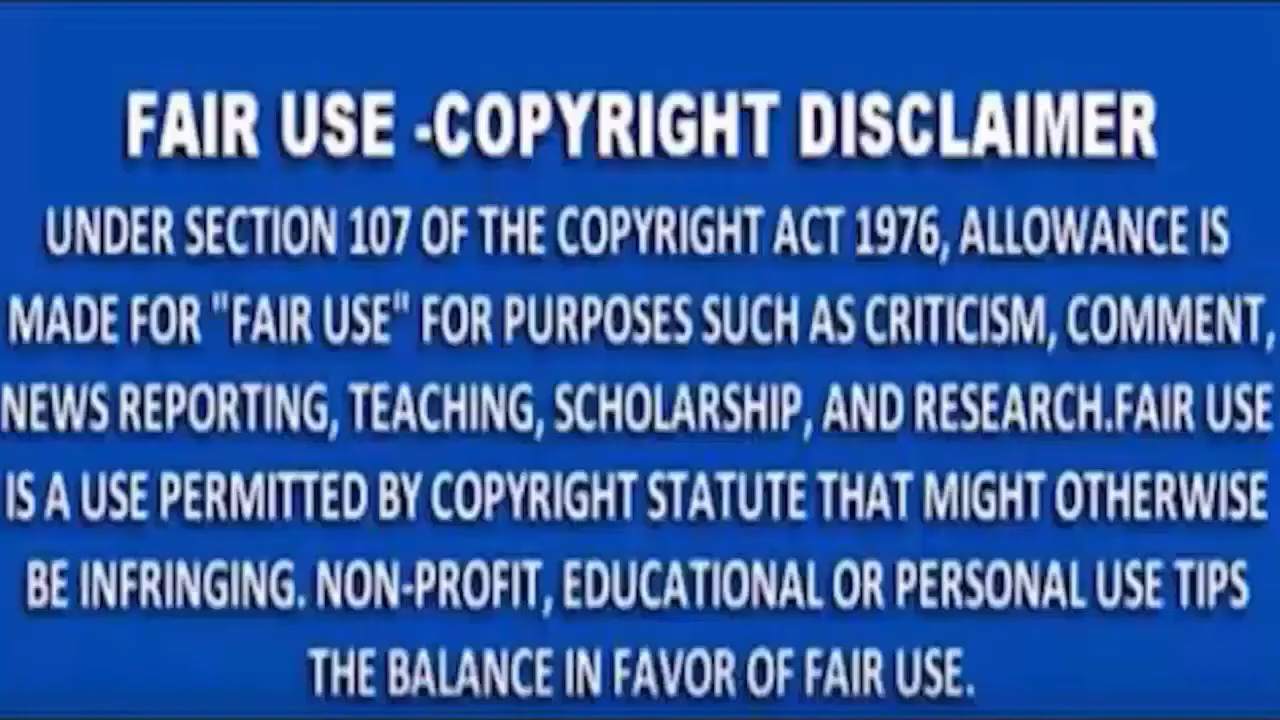 FAIR USE -COPYRIGHT DISCLAIMER
UNDER SECTION 107 OF THE COPYRIGHT ACT 1976, ALLOWANCE IS
MADE FOR "FAIR USE" FOR PURPOSES SUCH AS CRITICISM, COMMENT,
NEWS REPORTING, TEACHING, SCHOLARSHIP, AND RESEARCH.FAIR USE
IS A USE PERMITTED BY COPYRIGHT STATUTE THAT MIGHT OTHERWISE
BE INFRINGING. NON-PROFIT, EDUCATIONAL OR PERSONAL USE TIPS
THE BALANCE IN FAVOR OF FAIR USE.